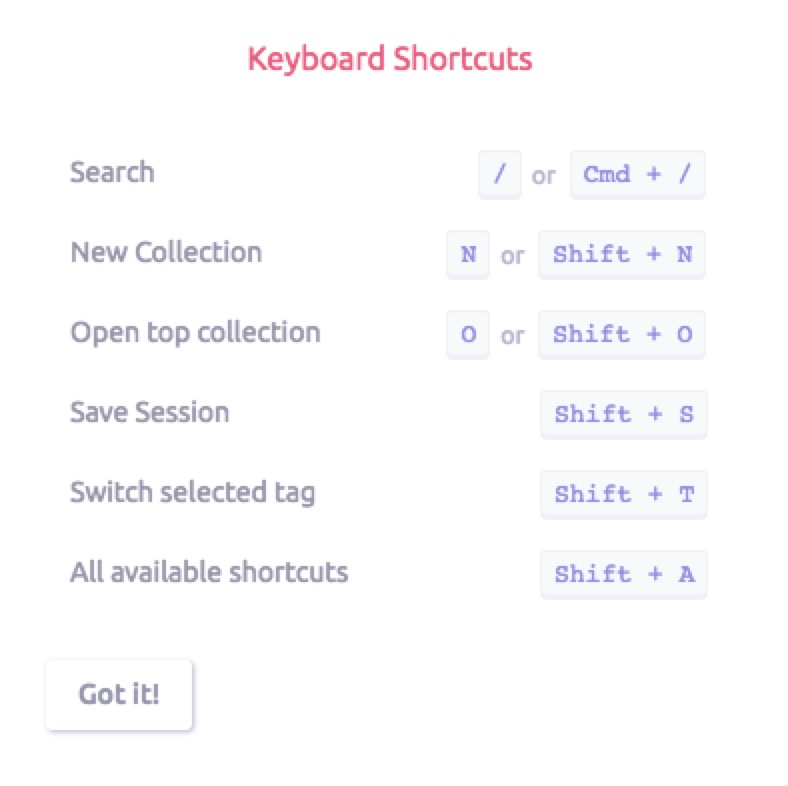 Keyboard Shortcuts
Search / or Cmd + /
New Collection N or Shift + N
Open top collection O or Shift + O
Save Session Shift + S
Switch selected tag Shift + T
All available shortcuts Shift + A
Got it!